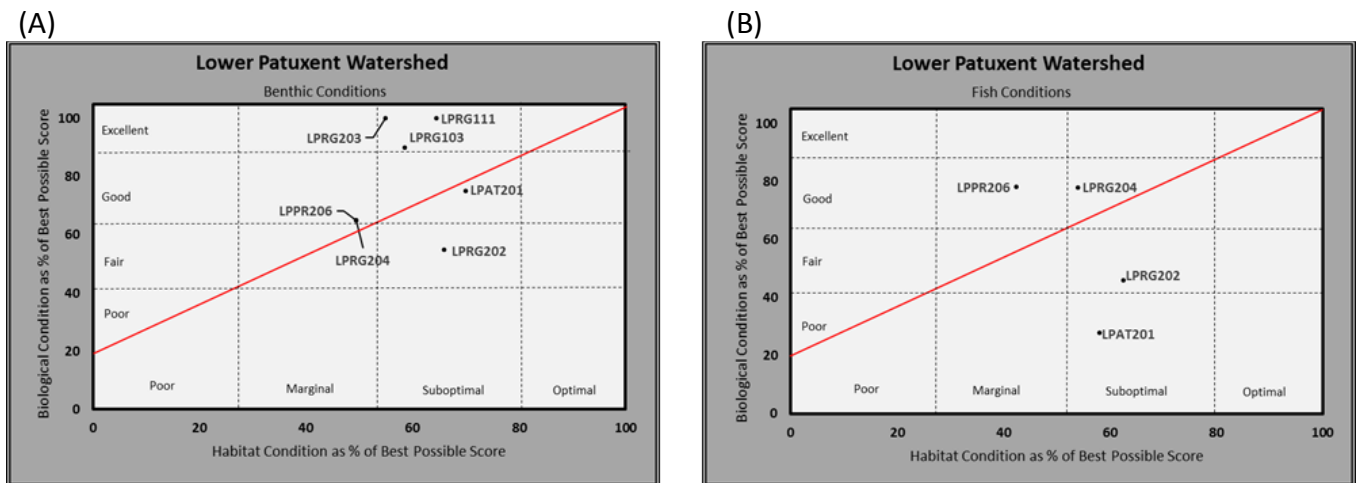 (A)
Lower Patuxent Watershed
Benthic Conditions
Biological Condition as % of Best Possible Score
100
80
60
40
20
0
Excellent
Good
Fair
Poor
LPRG203
LPRG111
LPRG103
LPAT201
LPPR206
LPRG204
LPRG202
Poor
Marginal
Suboptimal
Optimal
0 20 40 60 80 100
Habitat Condition as % of Best Possible Score
(B)
Lower Patuxent Watershed
Fish Conditions
Biological Condition as % of Best Possible Score
100
80
60
40
20
0
Excellent
Good
Fair
Poor
LPPR206
LPRG204
LPRG202
LPAT201
Poor
Marginal
Suboptimal
Optimal
0 20 40 60 80 100
Habitat Condition as % of Best Possible Score